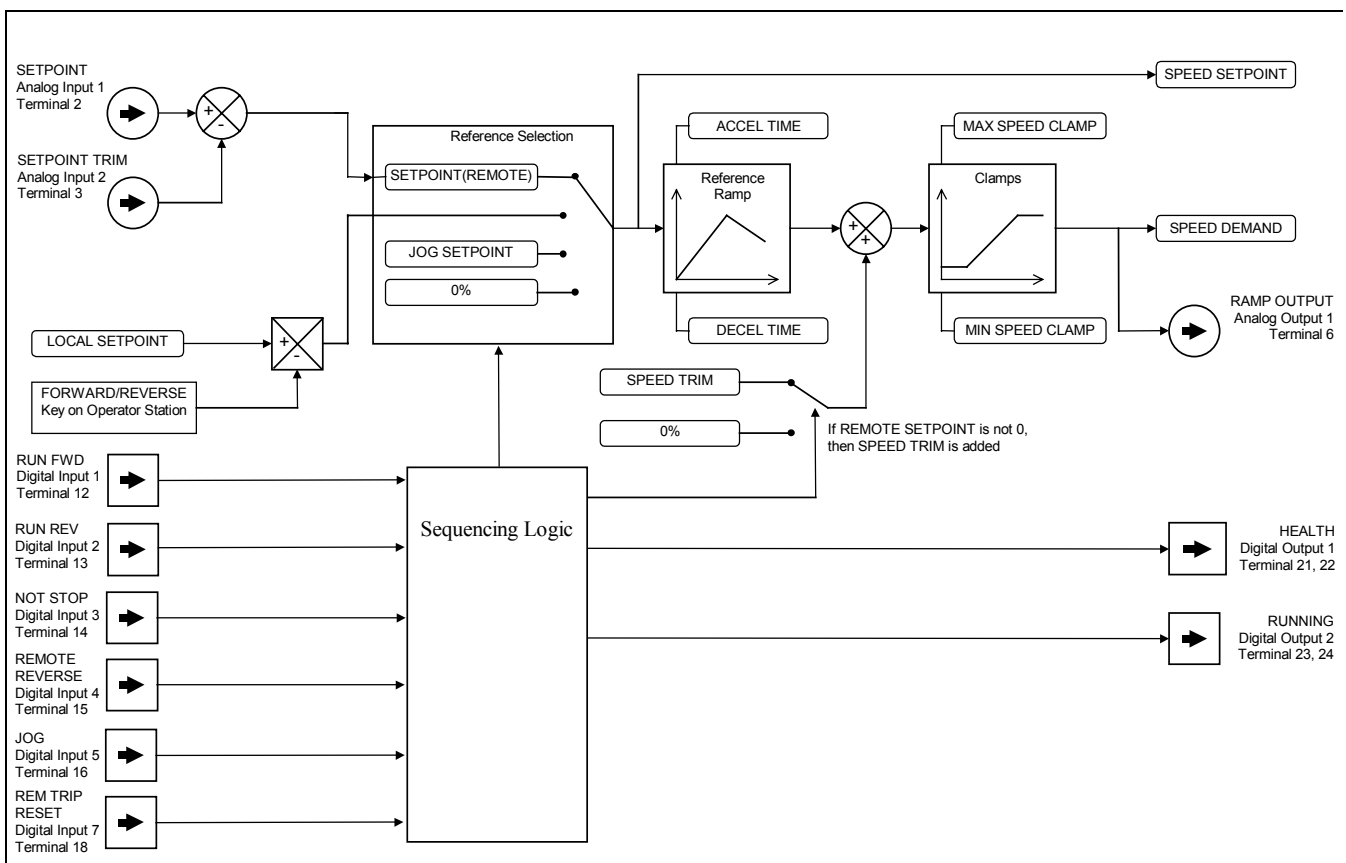 SETPOINT
Analog Input 1
Terminal 2
+
-
SETPOINT TRIM
Analog Input 2
Terminal 3
Reference Selection
SETPOINT(REMOTE)
JOG SETPOINT
0%
LOCAL SETPOINT
+
-
FORWARD/REVERSE
Key on Operator Station
SPEED SETPOINT
ACCEL TIME
Reference
Ramp
DECEL TIME
+
+
MAX SPEED CLAMP
Clamps
MIN SPEED CLAMP
SPEED DEMAND
RAMP OUTPUT
Analog Output 1
Terminal 6
SPEED TRIM
0%
If REMOTE SETPOINT is not 0,
then SPEED TRIM is added
RUN FWD
Digital Input 1
Terminal 12
RUN REV
Digital Input 2
Terminal 13
NOT STOP
Digital Input 3
Terminal 14
REMOTE
REVERSE
Digital Input 4
Terminal 15
JOG
Digital Input 5
Terminal 16
REM TRIP
RESET
Digital Input 7
Terminal 18
Sequencing Logic
HEALTH
Digital Output 1
Terminal 21, 22
RUNNING
Digital Output 2
Terminal 23, 24